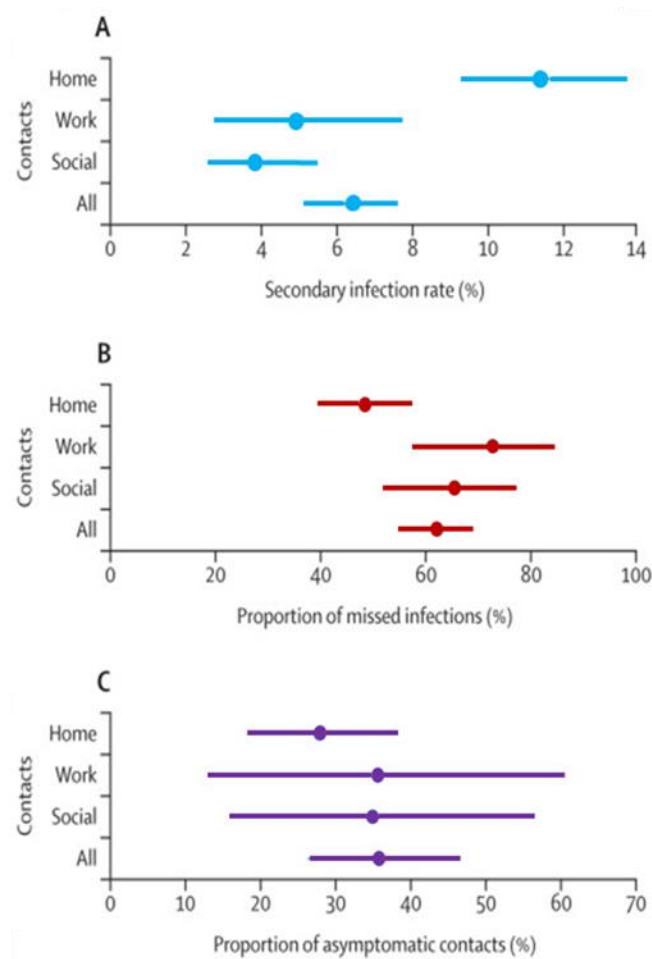 A
Home
Work
Social
All
Contacts
0 2 4 6 8 10 12 14
Secondary infection rate (%)
B
Home
Work
Social
All
Contacts
0 20 40 60 80 100
Proportion of missed infections (%)
C
Home
Work
Social
All
Contacts
0 10 20 30 40 50 60 70
Proportion of asymptomatic contacts (%)